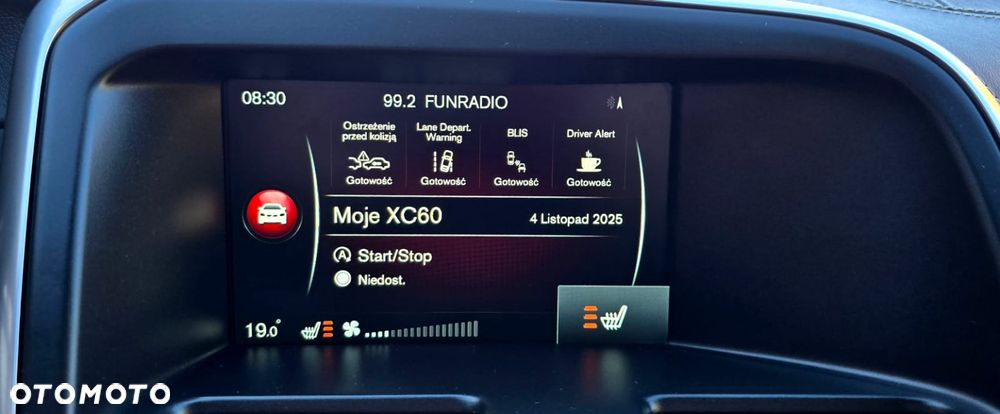 08:30
99.2 FUNRADIO
Ostrzeżenie
przed kolizją
Gotowość
Lane Depart.
Warning
Gotowość
BLIS
Gotowość
Driver Alert
Gotowość
Moje XC60
4 Listopad 2025
A Start/Stop
Niedost.
19.0°
OTOMOTO